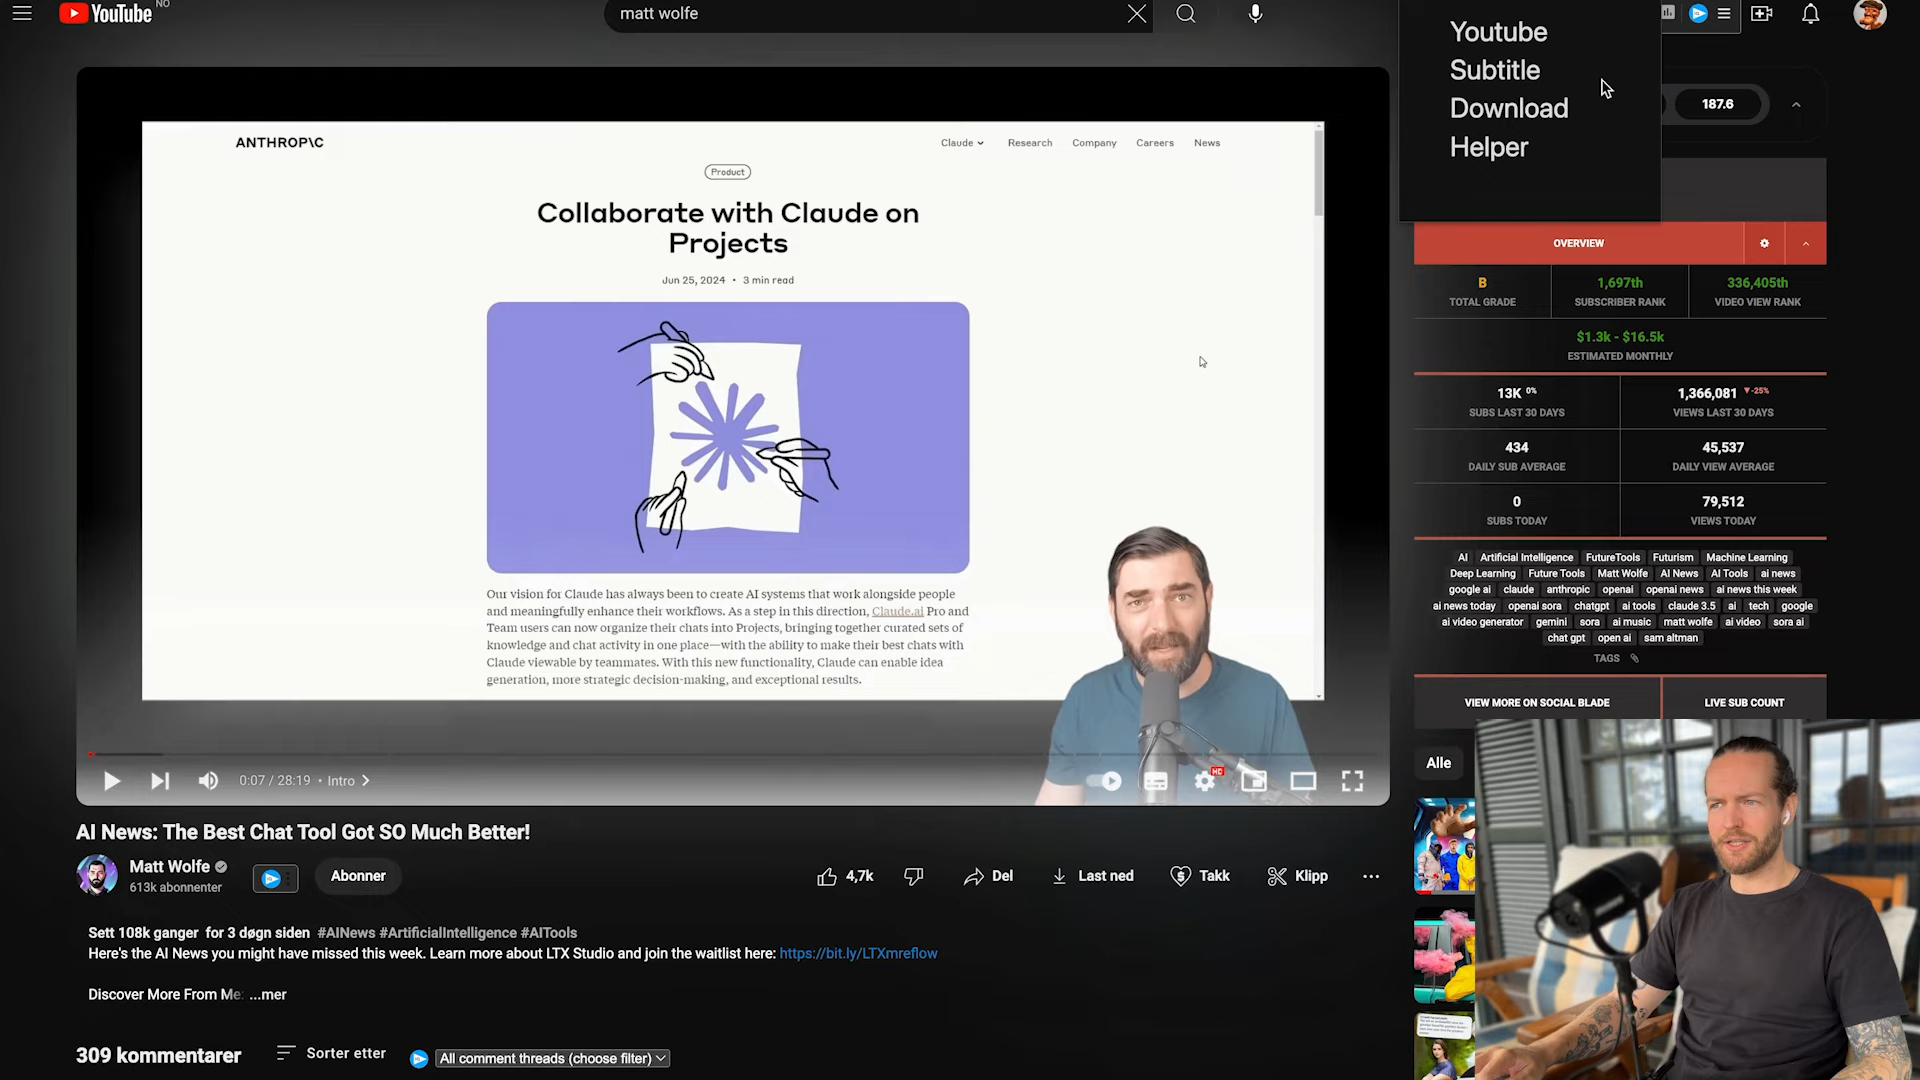 YouTube NO
matt wolfe
Youtube
Subtitle
Download
Helper
187.6
ANTHROP\C
Claude
Research
Company
Careers
News
Product
Collaborate with Claude on
Projects
Jun 25, 2024 • 3 min read
Our vision for Claude has always been to create AI systems that work alongside people
and meaningfully enhance their workflows. As a step in this direction, Claude.ai Pro and
Team users can now organize their chats into Projects, bringing together curated sets of
knowledge and chat activity in one place—with the ability to make their best chats with
Claude viewable by teammates. With this new functionality, Claude can enable idea
generation, more strategic decision-making, and exceptional results.
0:07 / 28:19 • Intro
HD
AI News: The Best Chat Tool Got SO Much Better!
Matt Wolfe
613k abonnenter
Abonner
4,7k
Del
Last ned
Takk
Klipp
Sett 108k ganger for 3 døgn siden #AINews #ArtificialIntelligence #AITools
Here's the AI News you might have missed this week. Learn more about LTX Studio and join the waitlist here: https://bit.ly/LTXmreflow
Discover More From Me: ...mer
309 kommentarer
Sorter etter
All comment threads (choose filter)
OVERVIEW
B
TOTAL GRADE
1,697th
SUBSCRIBER RANK
336,405th
VIDEO VIEW RANK
$1.3k - $16.5k
ESTIMATED MONTHLY
13K 0%
SUBS LAST 30 DAYS
1,366,081 -25%
VIEWS LAST 30 DAYS
434
DAILY SUB AVERAGE
45,537
DAILY VIEW AVERAGE
0
SUBS TODAY
79,512
VIEWS TODAY
AI Artificial Intelligence FutureTools Futurism Machine Learning
Deep Learning Future Tools Matt Wolfe AI News AI Tools ai news
google ai claude anthropic openai openai news ai news this week
ai news today openai sora chatgpt ai tools claude 3.5 ai tech google
ai video generator gemini sora ai music matt wolfe ai video sora ai
chat gpt open ai sam altman
TAGS
VIEW MORE ON SOCIAL BLADE
LIVE SUB COUNT
Alle